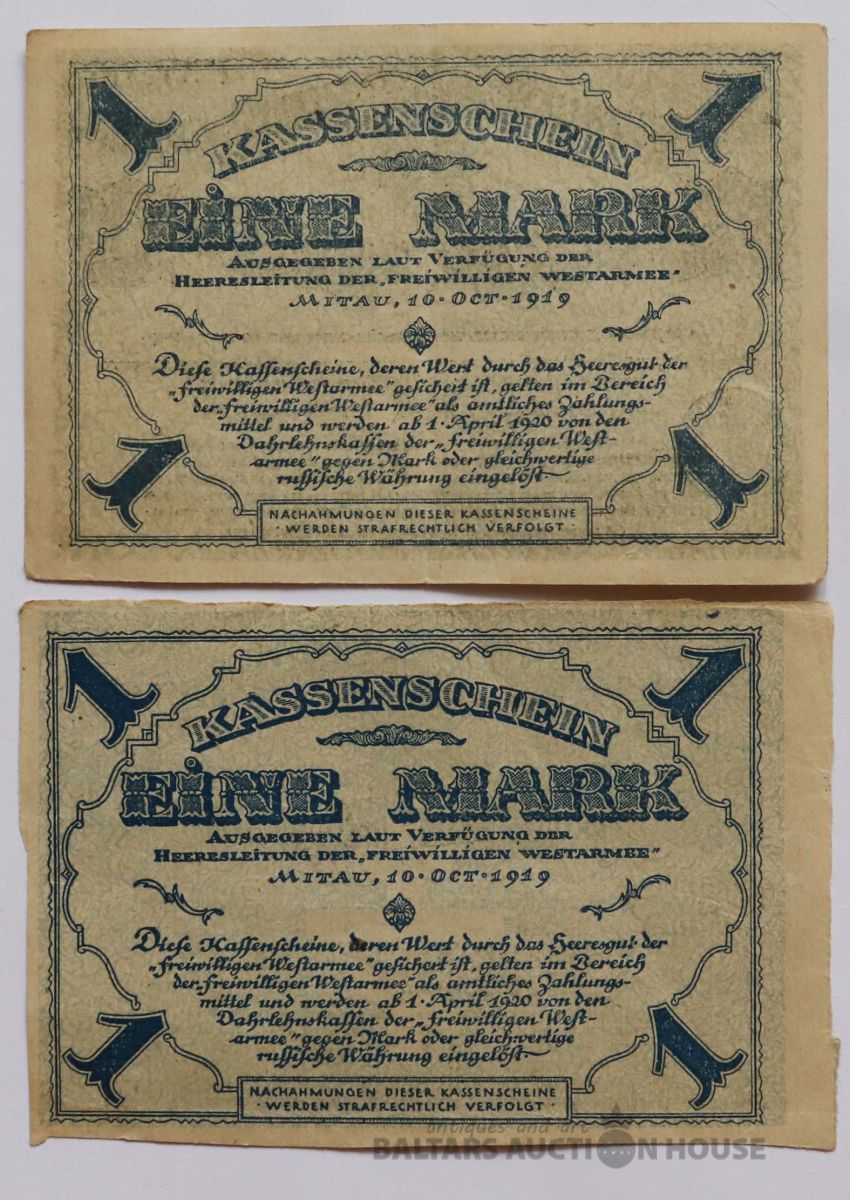 1 1
KASSENSCHEIN
EINE MARK
AUSGEGEBEN LAUT VERFÜGUNG DER
HEERESLEITUNG DER „FREIWILLIGEN WESTARMEE"
MITAU, 10 · OCT · 1919
Diese Kassenscheine, deren Wert durch das Heeresgut der
„freiwilligen Westarmee" gesichert ist, gelten im Bereich
der „freiwilligen Westarmee" als amtliches Zahlungs-
mittel und werden ab 1 · April 1920 von den
Dahrlehnskassen der „freiwilligen West-
armee" gegen Mark oder gleichwertige
russische Währung eingelöst.
1 1
NACHAHMUNGEN DIESER KASSENSCHEINE
· WERDEN STRAFRECHTLICH VERFOLGT ·
1 1
KASSENSCHEIN
EINE MARK
AUSGEGEBEN LAUT VERFÜGUNG DER
HEERESLEITUNG DER „FREIWILLIGEN WESTARMEE"
MITAU, 10 · OCT · 1919
Diese Kassenscheine, deren Wert durch das Heeresgut der
„freiwilligen Westarmee" gesichert ist, gelten im Bereich
der „freiwilligen Westarmee" als amtliches Zahlungs-
mittel und werden ab 1 · April 1920 von den
Dahrlehnskassen der „freiwilligen West-
armee" gegen Mark oder gleichwertige
russische Währung eingelöst.
1 1
NACHAHMUNGEN DIESER KASSENSCHEINE
· WERDEN STRAFRECHTLICH VERFOLGT ·
antiques and art
BALTARS AUCTION HOUSE